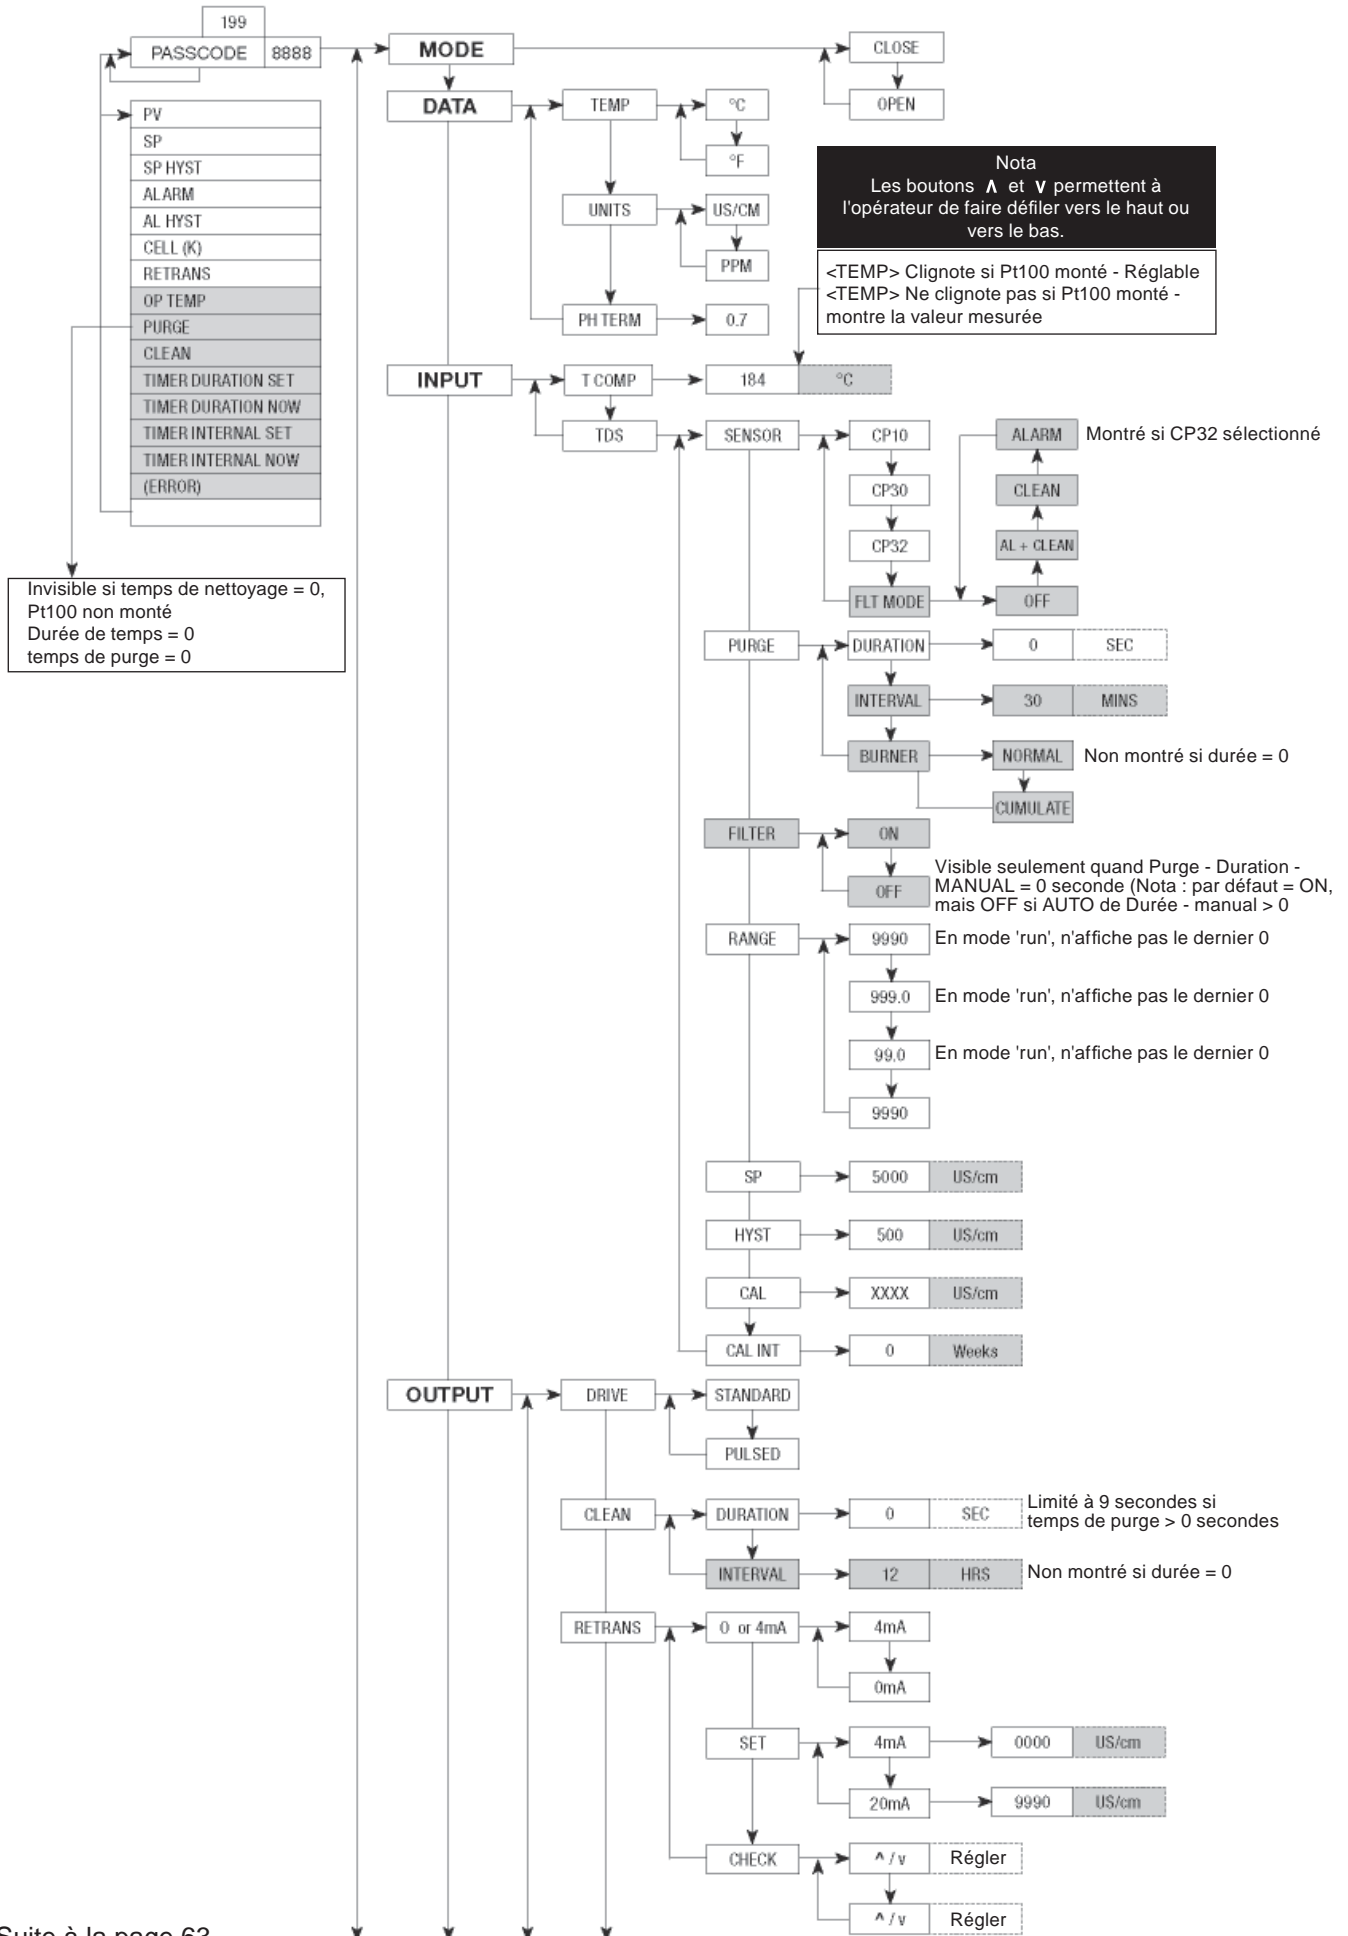 199
PASSCODE 8888
MODE
CLOSE
OPEN
DATA
TEMP
°C
°F
UNITS
US/CM
PPM
PH TERM
0.7
PV
SP
SP HYST
ALARM
AL HYST
CELL (K)
RETRANS
OP TEMP
PURGE
CLEAN
TIMER DURATION SET
TIMER DURATION NOW
TIMER INTERNAL SET
TIMER INTERNAL NOW
(ERROR)
Nota
Les boutons ∧ et ∨ permettent à
l'opérateur de faire défiler vers le haut ou
vers le bas.
<TEMP> Clignote si Pt100 monté - Réglable
<TEMP> Ne clignote pas si Pt100 monté -
montre la valeur mesurée
Invisible si temps de nettoyage = 0,
Pt100 non monté
Durée de temps = 0
temps de purge = 0
INPUT
T COMP
184 °C
TDS
SENSOR
CP10
CP30
CP32
FLT MODE
OFF
AL + CLEAN
CLEAN
ALARM
Montré si CP32 sélectionné
PURGE
DURATION
0 SEC
INTERVAL
30 MINS
BURNER
NORMAL
Non montré si durée = 0
CUMULATE
FILTER
ON
OFF
Visible seulement quand Purge - Duration -
MANUAL = 0 seconde (Nota : par défaut = ON,
mais OFF si AUTO de Durée - manual > 0
RANGE
9990
En mode 'run', n'affiche pas le dernier 0
999.0
En mode 'run', n'affiche pas le dernier 0
99.0
En mode 'run', n'affiche pas le dernier 0
9990
SP
5000 US/cm
HYST
500 US/cm
CAL
XXXX US/cm
CAL INT
0 Weeks
OUTPUT
DRIVE
STANDARD
PULSED
CLEAN
DURATION
0 SEC
Limité à 9 secondes si
temps de purge > 0 secondes
INTERVAL
12 HRS
Non montré si durée = 0
RETRANS
0 or 4mA
4mA
0mA
SET
4mA
0000 US/cm
20mA
9990 US/cm
CHECK
∧ / v Régler
∧ / v Régler
Suite à la page 63